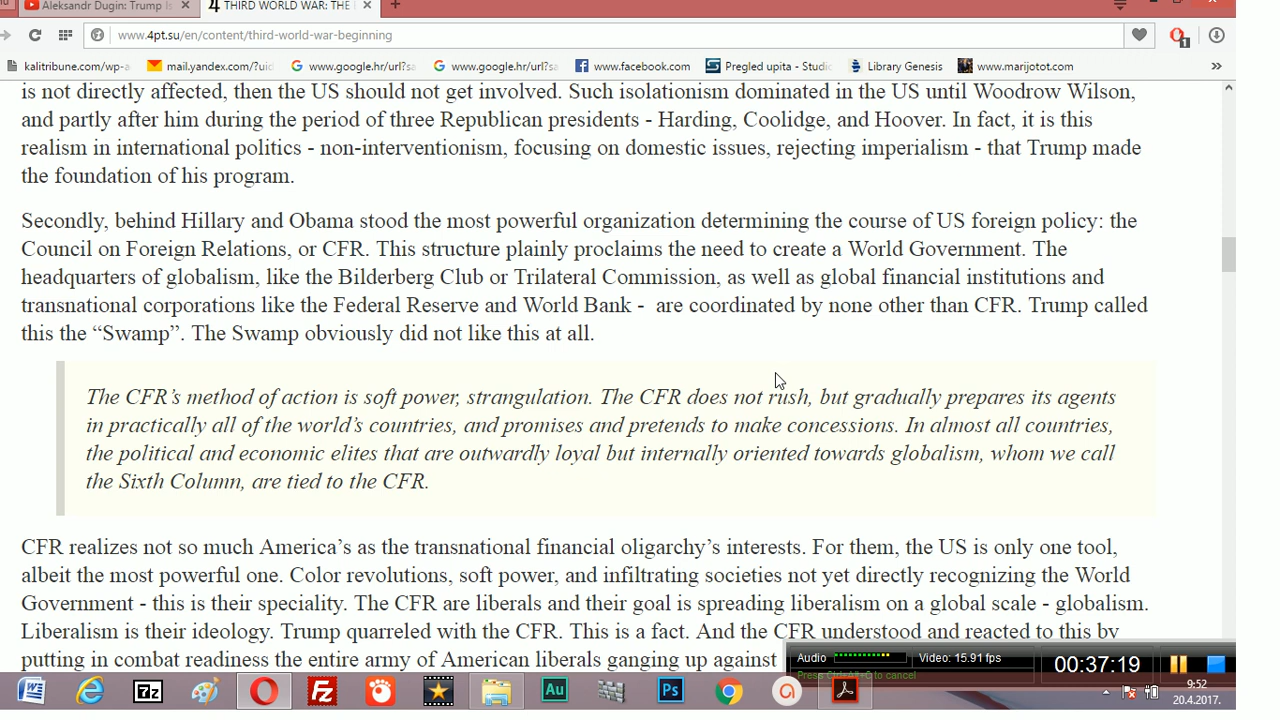 Aleksandr Dugin: Trump Is
4 THIRD WORLD WAR: THE
www.4pt.su/en/content/third-world-war-beginning
1
kalitribune.com/wp-a
mail.yandex.com/?uid
www.google.hr/url?sa
www.google.hr/url?sa
www.facebook.com
Pregled upita - Studi
Library Genesis
www.marijotot.com
is not directly affected, then the US should not get involved. Such isolationism dominated in the US until Woodrow Wilson,
and partly after him during the period of three Republican presidents - Harding, Coolidge, and Hoover. In fact, it is this
realism in international politics - non-interventionism, focusing on domestic issues, rejecting imperialism - that Trump made
the foundation of his program.
Secondly, behind Hillary and Obama stood the most powerful organization determining the course of US foreign policy: the
Council on Foreign Relations, or CFR. This structure plainly proclaims the need to create a World Government. The
headquarters of globalism, like the Bilderberg Club or Trilateral Commission, as well as global financial institutions and
transnational corporations like the Federal Reserve and World Bank - are coordinated by none other than CFR. Trump called
this the “Swamp”. The Swamp obviously did not like this at all.
The CFR’s method of action is soft power, strangulation. The CFR does not rush, but gradually prepares its agents
in practically all of the world’s countries, and promises and pretends to make concessions. In almost all countries,
the political and economic elites that are outwardly loyal but internally oriented towards globalism, whom we call
the Sixth Column, are tied to the CFR.
CFR realizes not so much America’s as the transnational financial oligarchy’s interests. For them, the US is only one tool,
albeit the most powerful one. Color revolutions, soft power, and infiltrating societies not yet directly recognizing the World
Government - this is their speciality. The CFR are liberals and their goal is spreading liberalism on a global scale - globalism.
Liberalism is their ideology. Trump quarreled with the CFR. This is a fact. And the CFR understood and reacted to this by
putting in combat readiness the entire army of American liberals ganging up against
Audio
Video: 15.91 fps
00:37:19
Press Ctrl+Alt+C to cancel
7z
Fz
Au
Ps
9:52
20.4.2017.